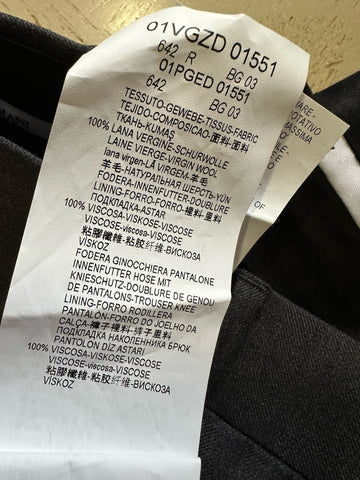 01VGZD 01551
642 R BG 03
01PGED 01551
642 BG 03
TESSUTO-GEWEBE-TISSUS-FABRIC
TEJIDO-COMPOSICAO-面料-面料
ТКАНЬ-KUMAŞ
100% LANA VERGINE-SCHURWOLLE
LAINE VIERGE-VIRGIN WOOL
lana virgen-LÃ VIRGEM-羊毛
羊毛-НАТУРАЛЬНАЯ ШЕРСТЬ-YÜN
FODERA-INNENFUTTER-DOUBLURE
LINING-FORRO-FORRO-裡料-里料
ПОДКЛАДКА-ASTAR
100% VISCOSA-VISKOSE-VISCOSE
VISCOSE-VISCOSA-VISCOSE
粘膠纖維-粘胶纤维-ВИСКОЗА
VISKOZ
FODERA GINOCCHIERA PANTALONE
INNENFUTTER HOSE MIT
KNIESCHUTZ-DOUBLURE DE GENOU
DE PANTALONS-TROUSER KNEE
LINING-FORRO RODILLERA
PANTALON-FORRO DO JOELHO DA
CALÇA-褲子裡料-裤子里料
ПОДКЛАДКА НАКОЛЕННИКА БРЮК
PANTOLON DİZ ASTARI
100% VISCOSA-VISKOSE-VISCOSE
VISCOSE-VISCOSA-VISCOSE
粘膠纖維-粘胶纤维-ВИСКОЗА
VISKOZ
ROTATIVO